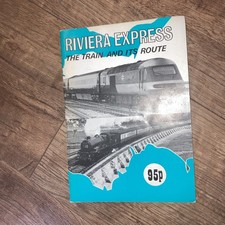 RIVIERA EXPRESS
THE TRAIN AND ITS ROUTE
95p